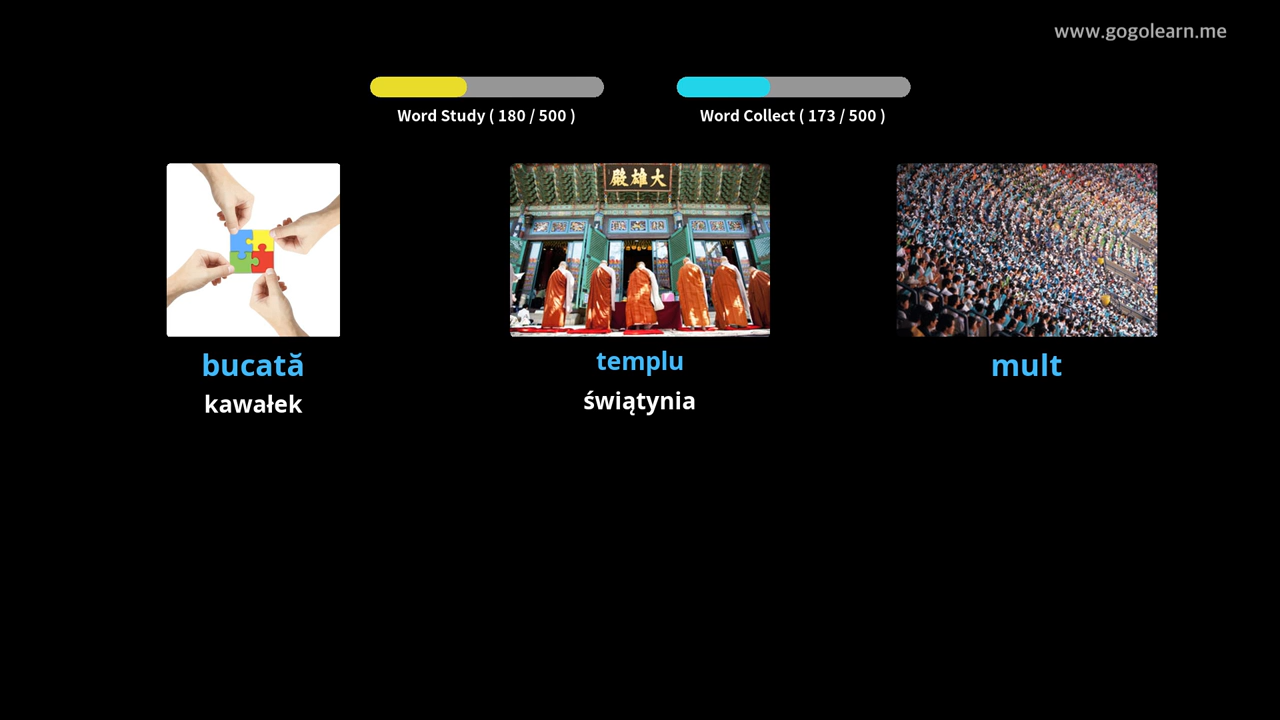 www.gogolearn.me
Word Study ( 180 / 500 )
Word Collect ( 173 / 500 )
殿雄大
bucată
kawałek
templu
świątynia
mult